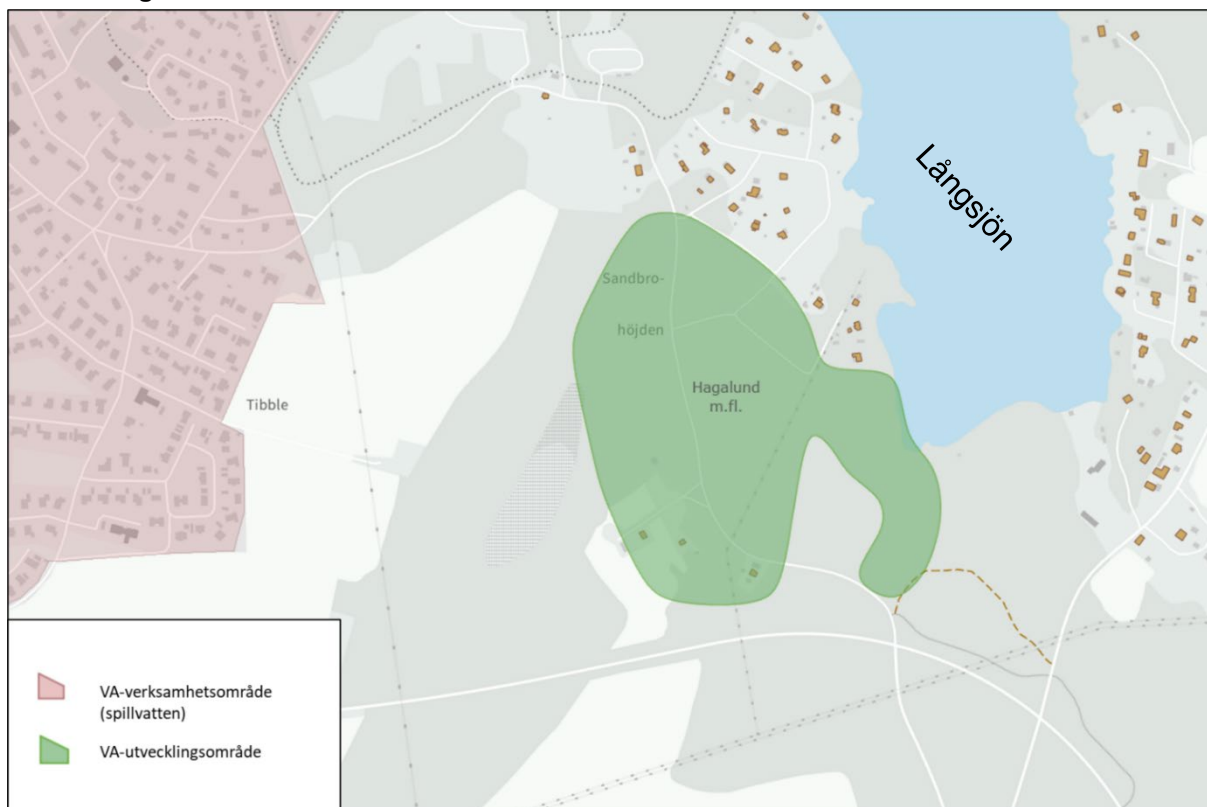 Långsjön
Sandbro-
höjden
Hagalund
m.fl.
Tibble
VA-verksamhetsområde
(spillvatten)
VA-utvecklingsområde